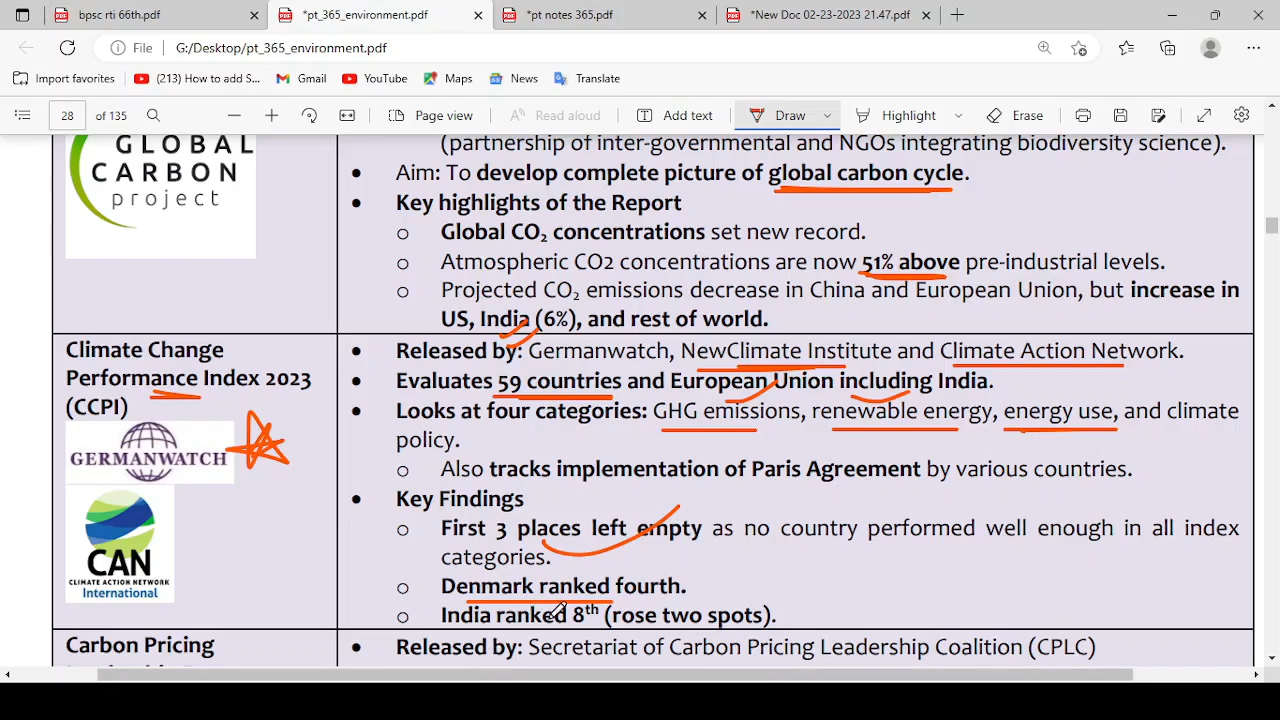 bpsc rti 66th.pdf
*pt_365_environment.pdf
*pt notes 365.pdf
*New Doc 02-23-2023 21.47.pdf
File
G:/Desktop/pt_365_environment.pdf
Import favorites
(213) How to add S...
Gmail
YouTube
Maps
News
Translate
28
of 135
Page view
Read aloud
Add text
Draw
Highlight
Erase
GLOBAL
CARBON
project
(partnership of inter-governmental and NGOs integrating biodiversity science).
• Aim: To develop complete picture of global carbon cycle.
• Key highlights of the Report
o Global CO₂ concentrations set new record.
o Atmospheric CO2 concentrations are now 51% above pre-industrial levels.
o Projected CO₂ emissions decrease in China and European Union, but increase in
US, India (6%), and rest of world.
Climate Change
Performance Index 2023
(CCPI)
GERMANWATCH
CAN
CLIMATE ACTION NETWORK
International
• Released by: Germanwatch, NewClimate Institute and Climate Action Network.
• Evaluates 59 countries and European Union including India.
• Looks at four categories: GHG emissions, renewable energy, energy use, and climate
policy.
o Also tracks implementation of Paris Agreement by various countries.
• Key Findings
o First 3 places left empty as no country performed well enough in all index
categories.
o Denmark ranked fourth.
o India ranked 8th (rose two spots).
Carbon Pricing
• Released by: Secretariat of Carbon Pricing Leadership Coalition (CPLC)